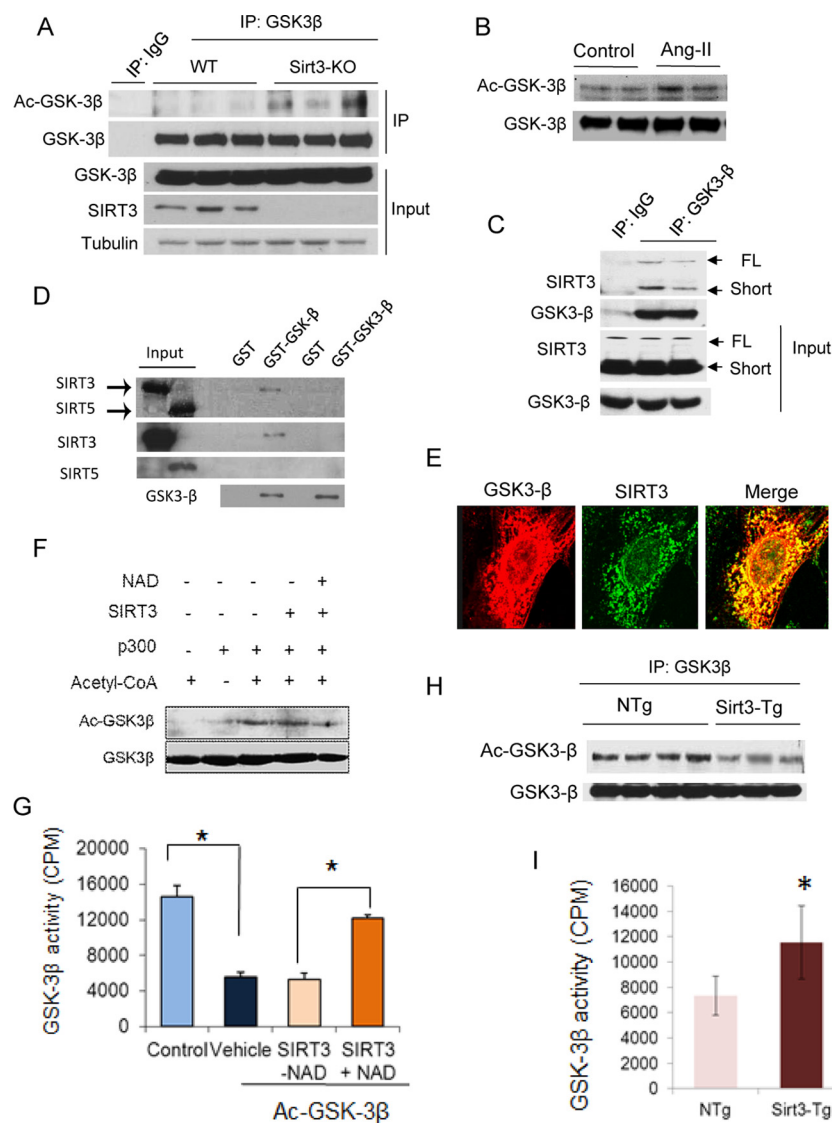 A
IP: IgG
IP: GSK3β
WT Sirt3-KO
Ac-GSK-3β
GSK-3β
IP
GSK-3β
SIRT3
Tubulin
Input
B
Control Ang-II
Ac-GSK-3β
GSK-3β
C
IP: IgG IP: GSK3-β
SIRT3
FL
Short
GSK3-β
SIRT3
FL
Short
GSK3-β
Input
D
Input GST GST-GSK-β GST GST-GSK3-β
SIRT3
SIRT5
SIRT3
SIRT5
GSK3-β
E
GSK3-β SIRT3 Merge
F
NAD - - - - +
SIRT3 - - - + +
p300 - + + + +
Acetyl-CoA + - + + +
Ac-GSK3β
GSK3β
H
IP: GSK3β
NTg Sirt3-Tg
Ac-GSK3-β
GSK3-β
G
GSK-3β activity (CPM)
20000
16000
12000
8000
4000
0
* *
Control Vehicle SIRT3 -NAD SIRT3 + NAD
Ac-GSK-3β
I
GSK-3β activity (CPM)
16000
14000
12000
10000
8000
6000
4000
2000
0
*
NTg Sirt3-Tg